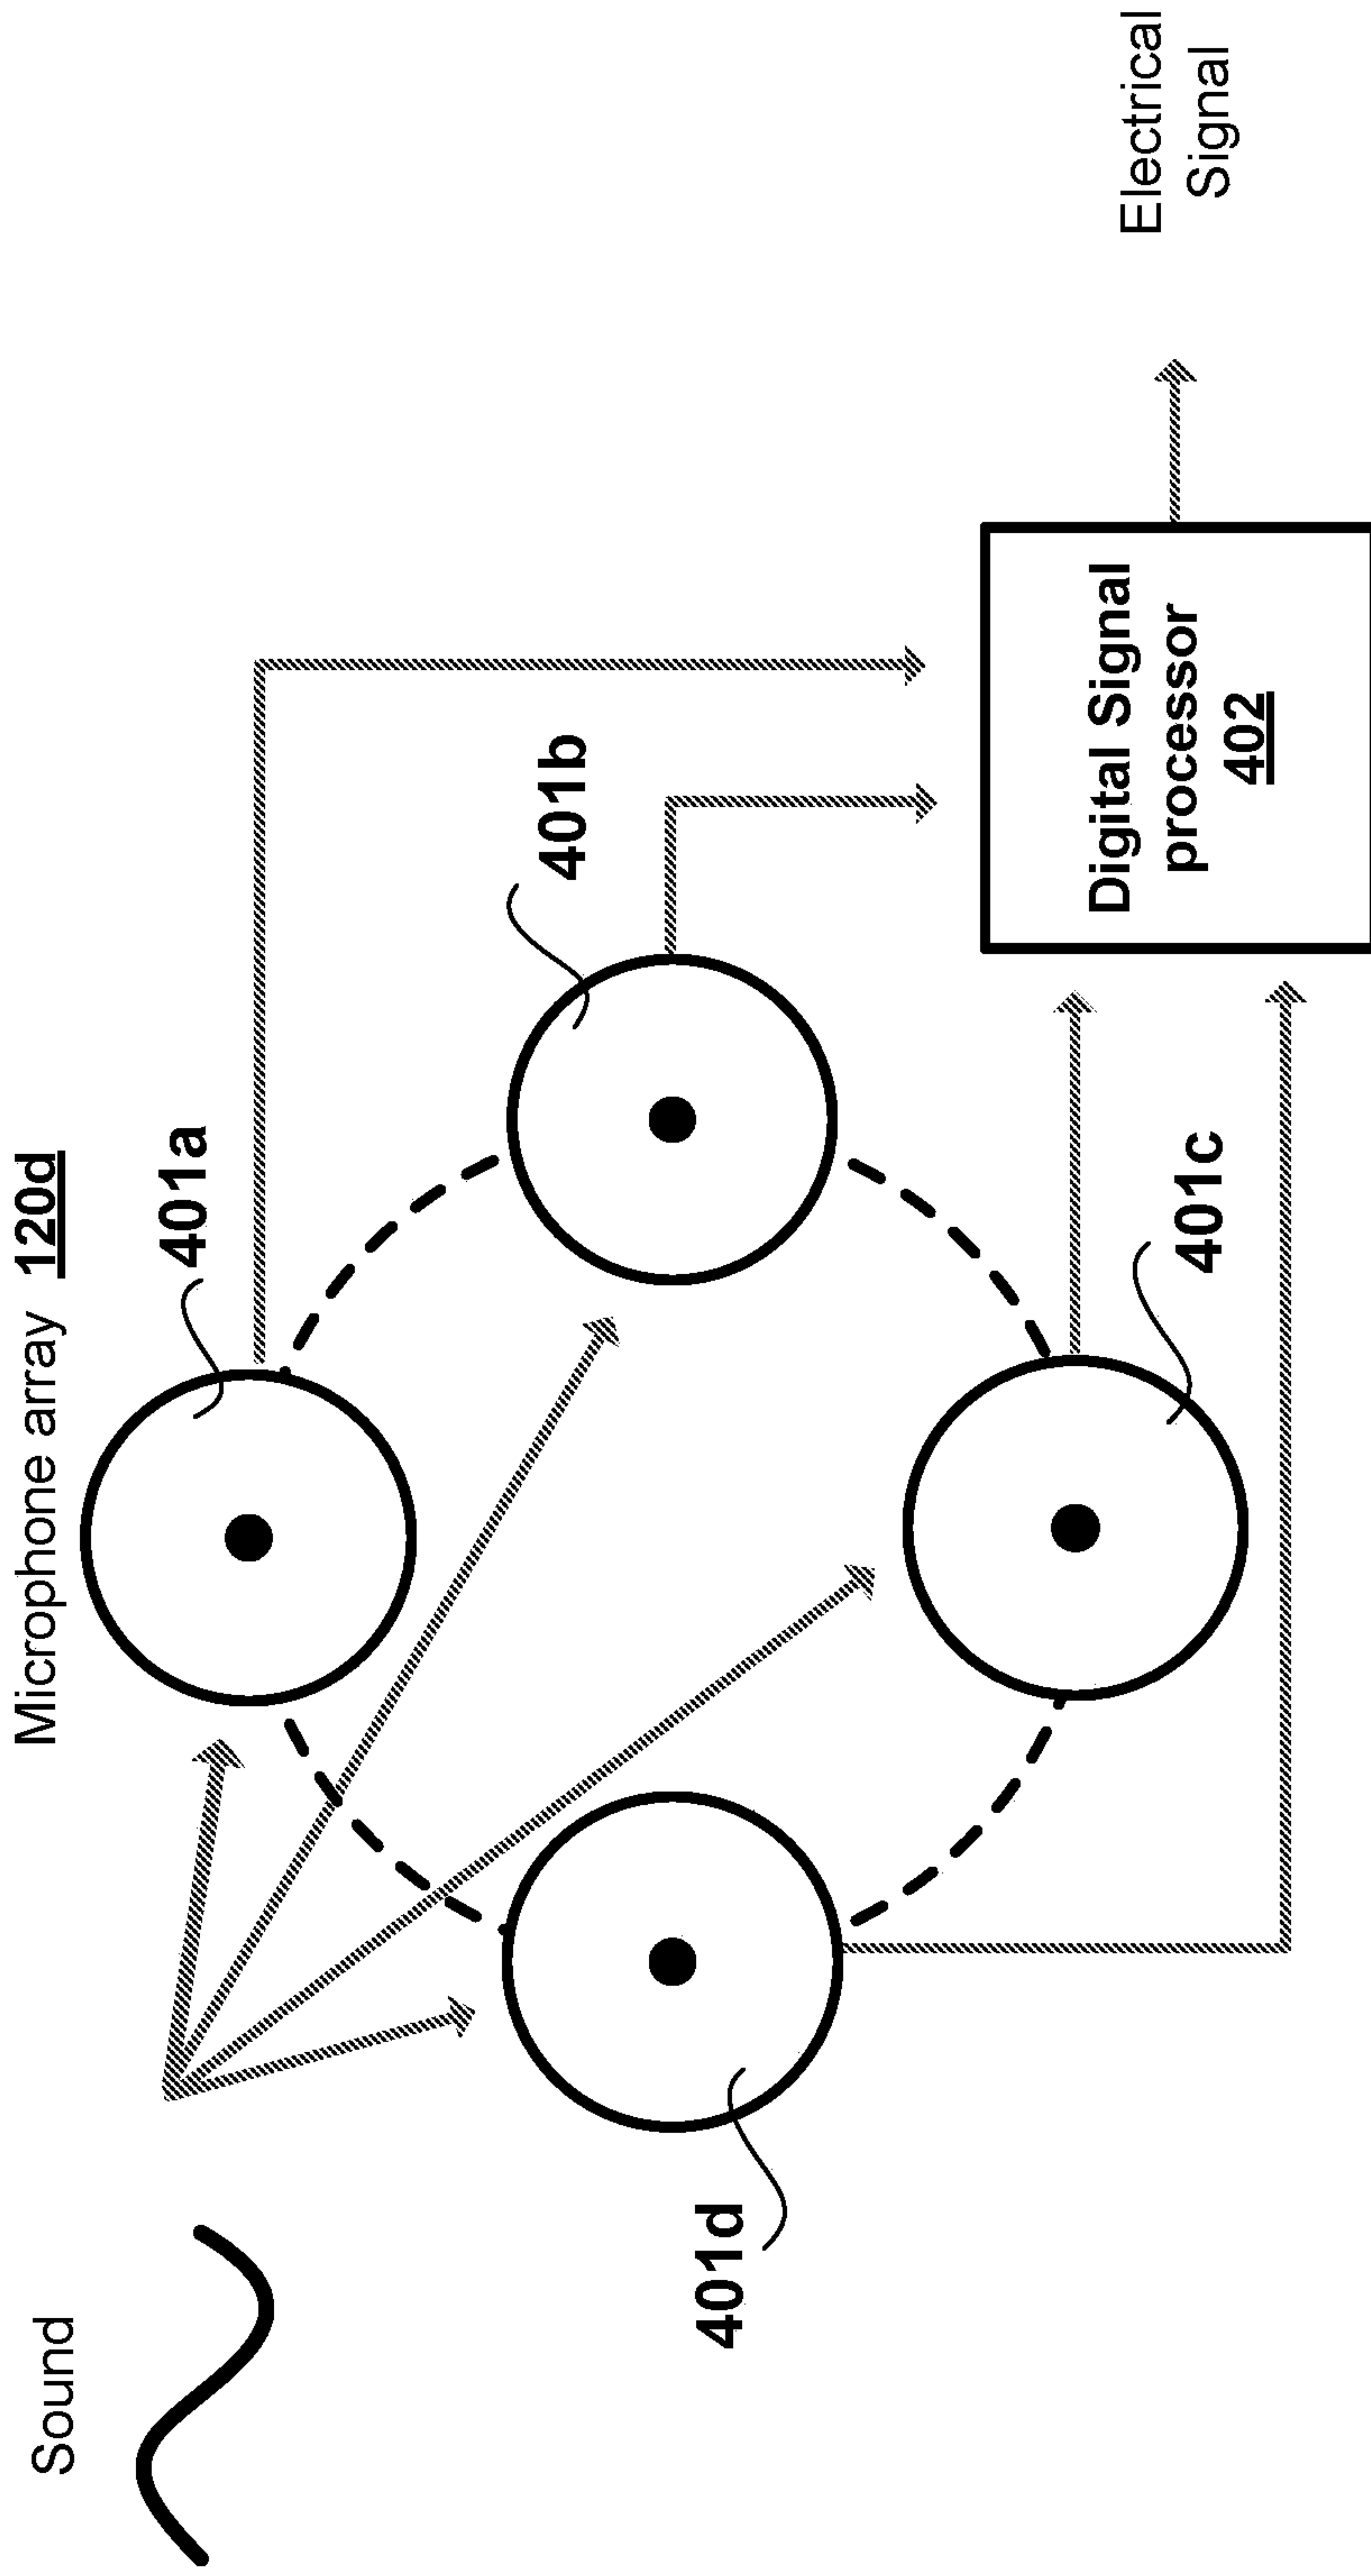 Microphone array 120d
Sound
401a
401b
401d
401c
Digital Signal
processor
402
Electrical
Signal